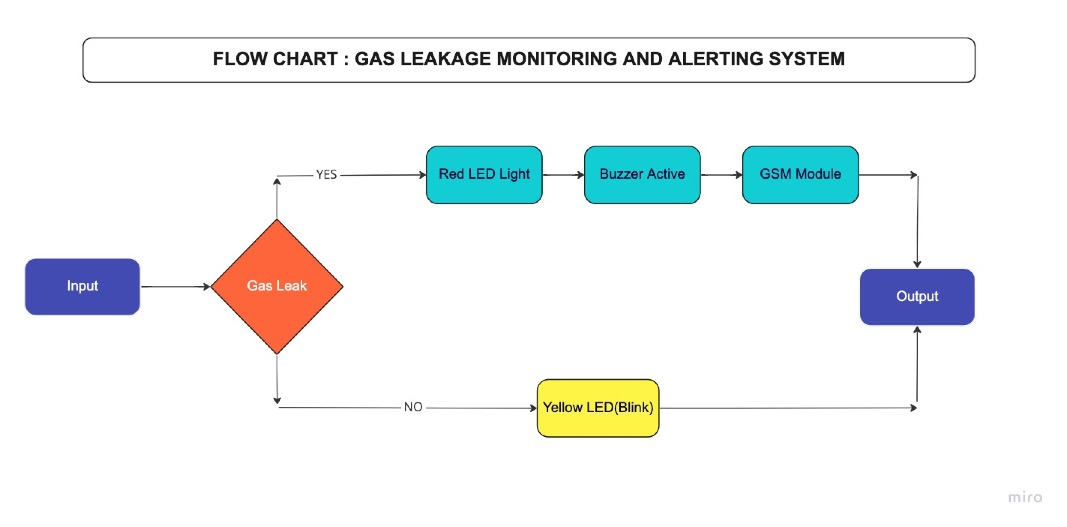 FLOW CHART : GAS LEAKAGE MONITORING AND ALERTING SYSTEM
YES
Red LED Light
Buzzer Active
GSM Module
Input
Gas Leak
Output
NO
Yellow LED(Blink)
miro